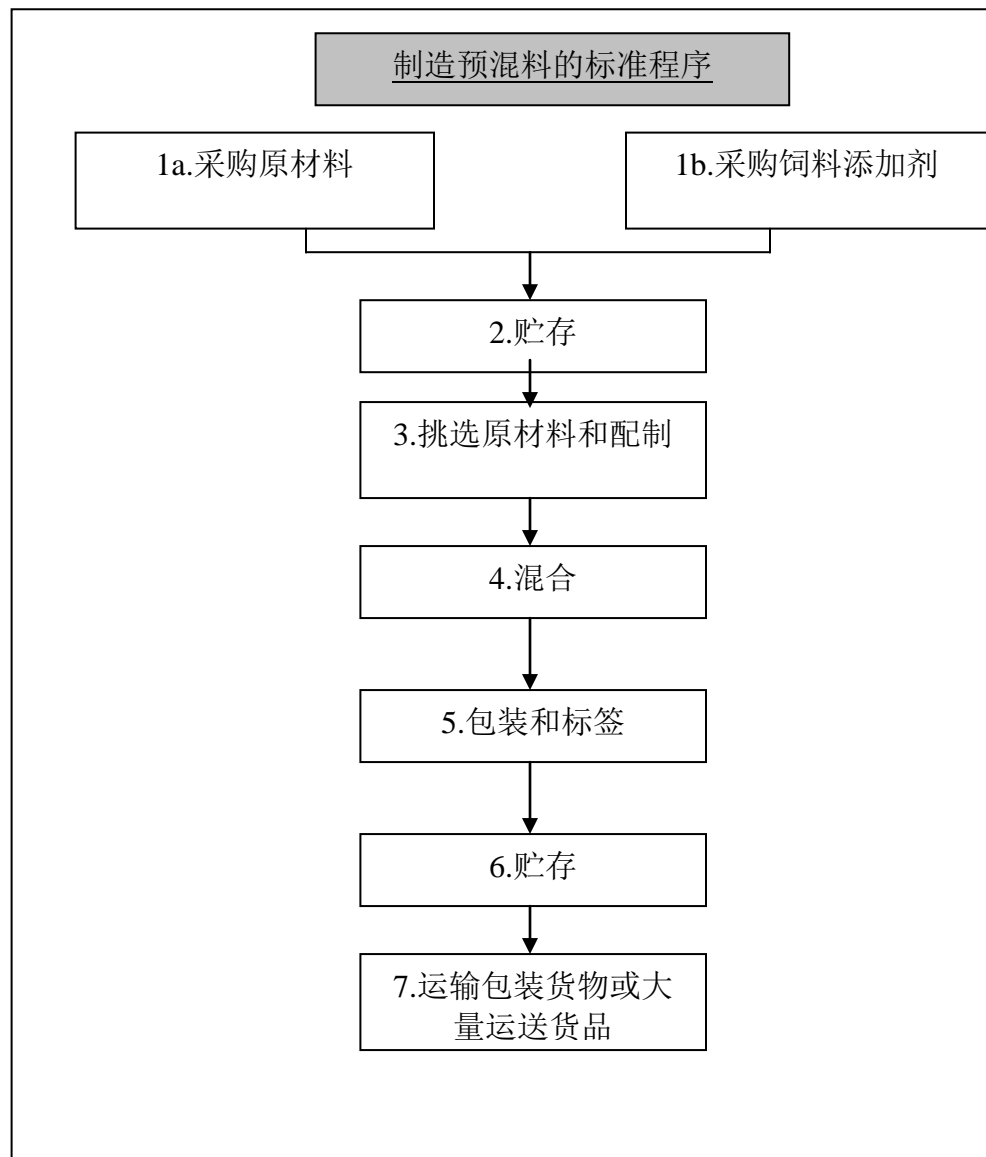 制造预混料的标准程序
1a.采购原材料
1b.采购饲料添加剂
2.贮存
3.挑选原材料和配制
4.混合
5.包装和标签
6.贮存
7.运输包装货物或大
量运送货品